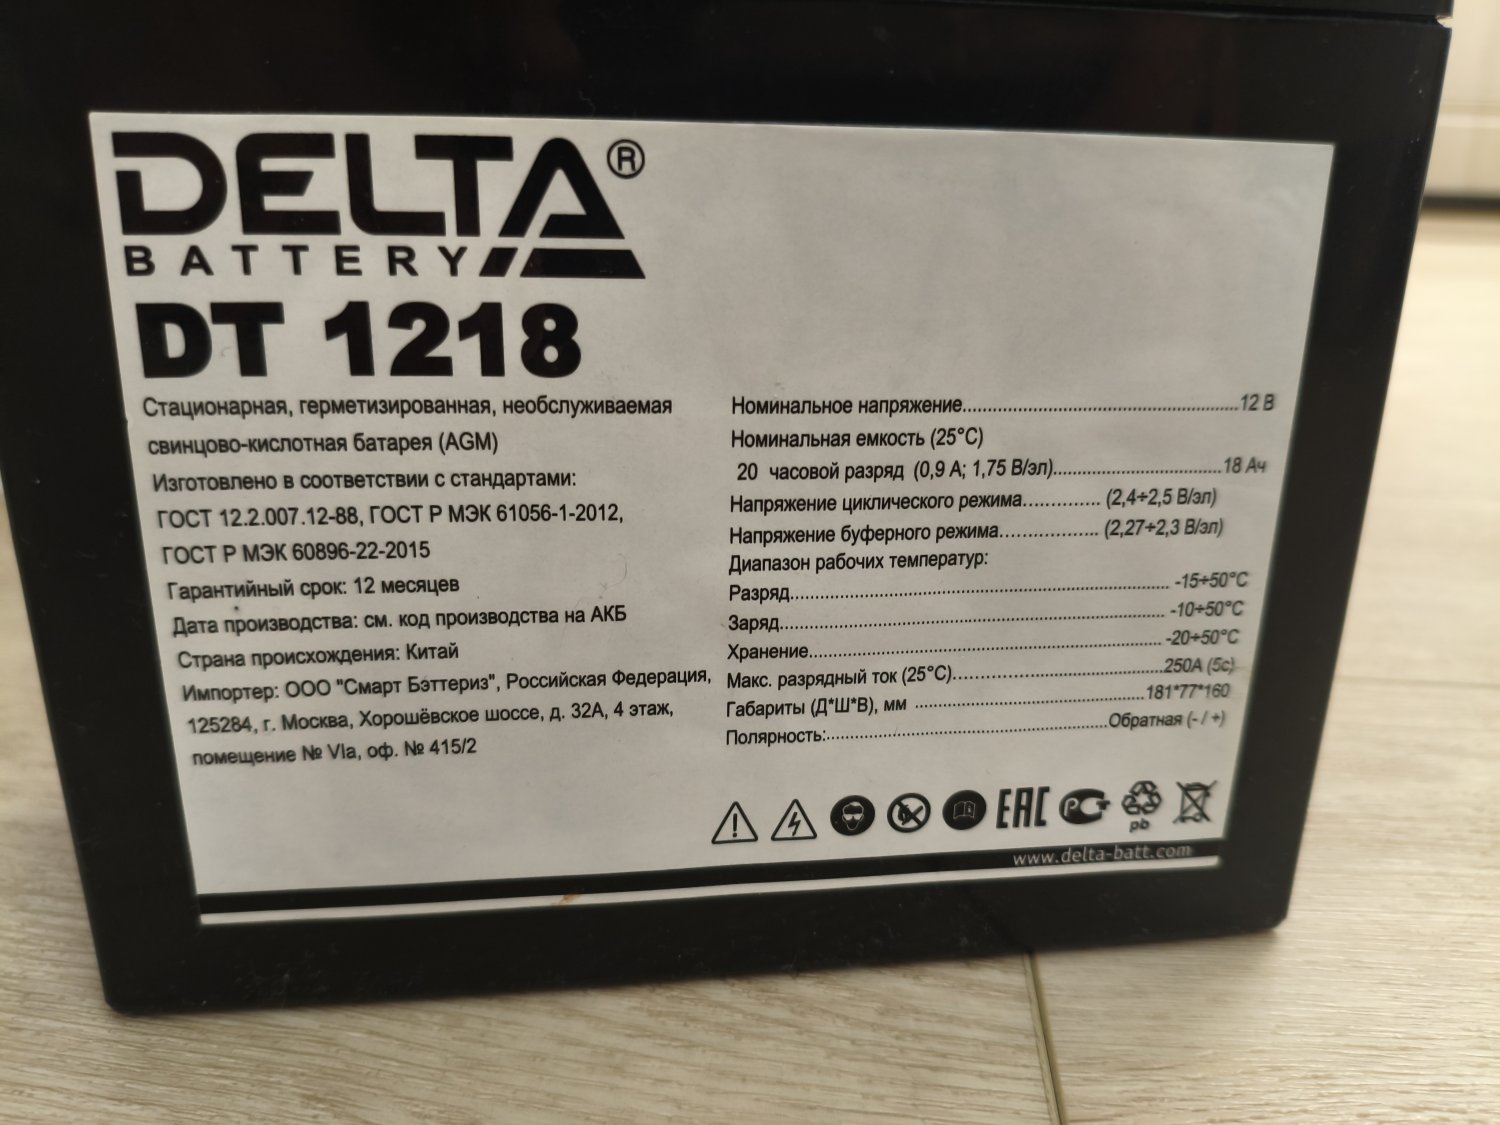 DELTA®
BATTERY
DT 1218
Стационарная, герметизированная, необслуживаемая
свинцово-кислотная батарея (AGM)
Изготовлено в соответствии с стандартами:
ГОСТ 12.2.007.12-88, ГОСТ Р МЭК 61056-1-2012,
ГОСТ Р МЭК 60896-22-2015
Гарантийный срок: 12 месяцев
Дата производства: см. код производства на АКБ
Страна происхождения: Китай
Импортер: ООО "Смарт Бэттериз", Российская Федерация,
125284, г. Москва, Хорошёвское шоссе, д. 32А, 4 этаж,
помещение № VIa, оф. № 415/2
Номинальное напряжение..........12 В
Номинальная емкость (25°С)
20 часовой разряд (0,9 А; 1,75 В/эл)..........18 Ач
Напряжение циклического режима.......... (2,4÷2,5 В/эл)
Напряжение буферного режима.......... (2,27÷2,3 В/эл)
Диапазон рабочих температур:
Разряд.......... -15÷50°С
Заряд.......... -10÷50°С
Хранение.......... -20÷50°С
Макс. разрядный ток (25°С)..........250А (5с)
Габариты (Д*Ш*В), мм ..........181*77*160
Полярность:..........Обратная (- / +)
EAC
РСТ
pb
www.delta-batt.com